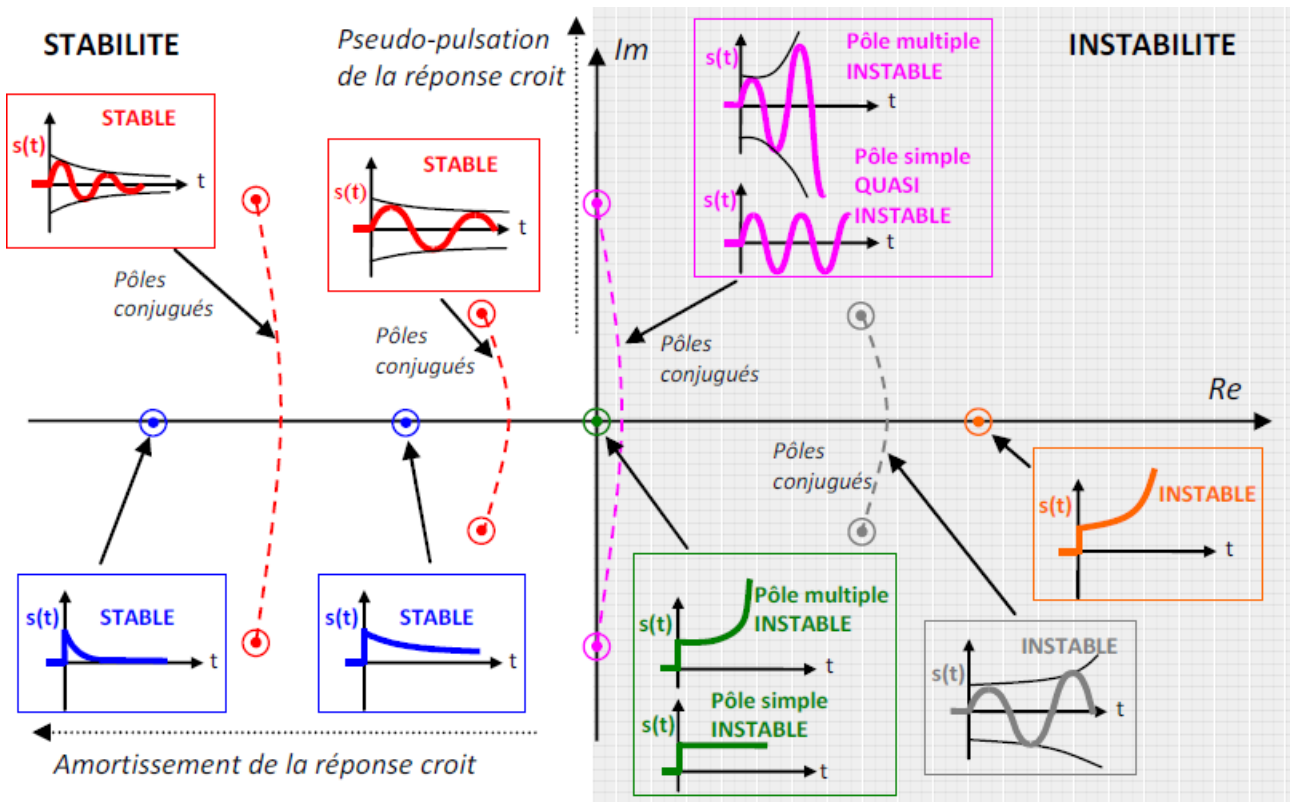 STABILITE
Pseudo-pulsation
de la réponse croit
Im
INSTABILITE
STABLE
s(t)
t
STABLE
s(t)
t
Pôle multiple
INSTABLE
s(t)
t
Pôle simple
QUASI
INSTABLE
s(t)
t
Pôles
conjugués
Pôles
conjugués
Pôles
conjugués
Re
Pôles
conjugués
INSTABLE
s(t)
t
STABLE
s(t)
t
STABLE
s(t)
t
Pôle multiple
INSTABLE
s(t)
t
Pôle simple
INSTABLE
s(t)
t
INSTABLE
s(t)
t
Amortissement de la réponse croit